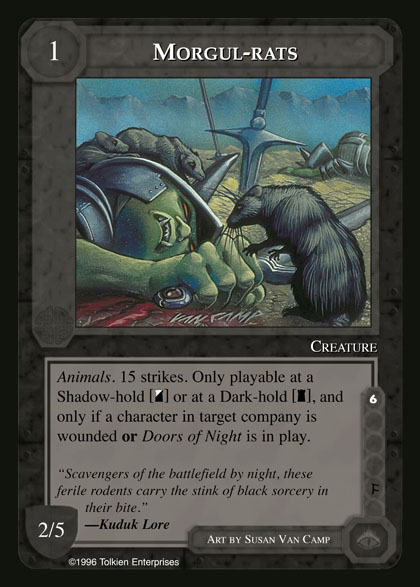 1
MORGUL-RATS
VAN CAMP
CREATURE
Animals. 15 strikes. Only playable at a
Shadow-hold [] or at a Dark-hold [], and
only if a character in target company is
wounded or Doors of Night is in play.
6
“Scavengers of the battlefield by night, these
ferile rodents carry the stink of black sorcery in
their bite.”
—Kuduk Lore
2/5
ART BY SUSAN VAN CAMP
©1996 Tolkien Enterprises